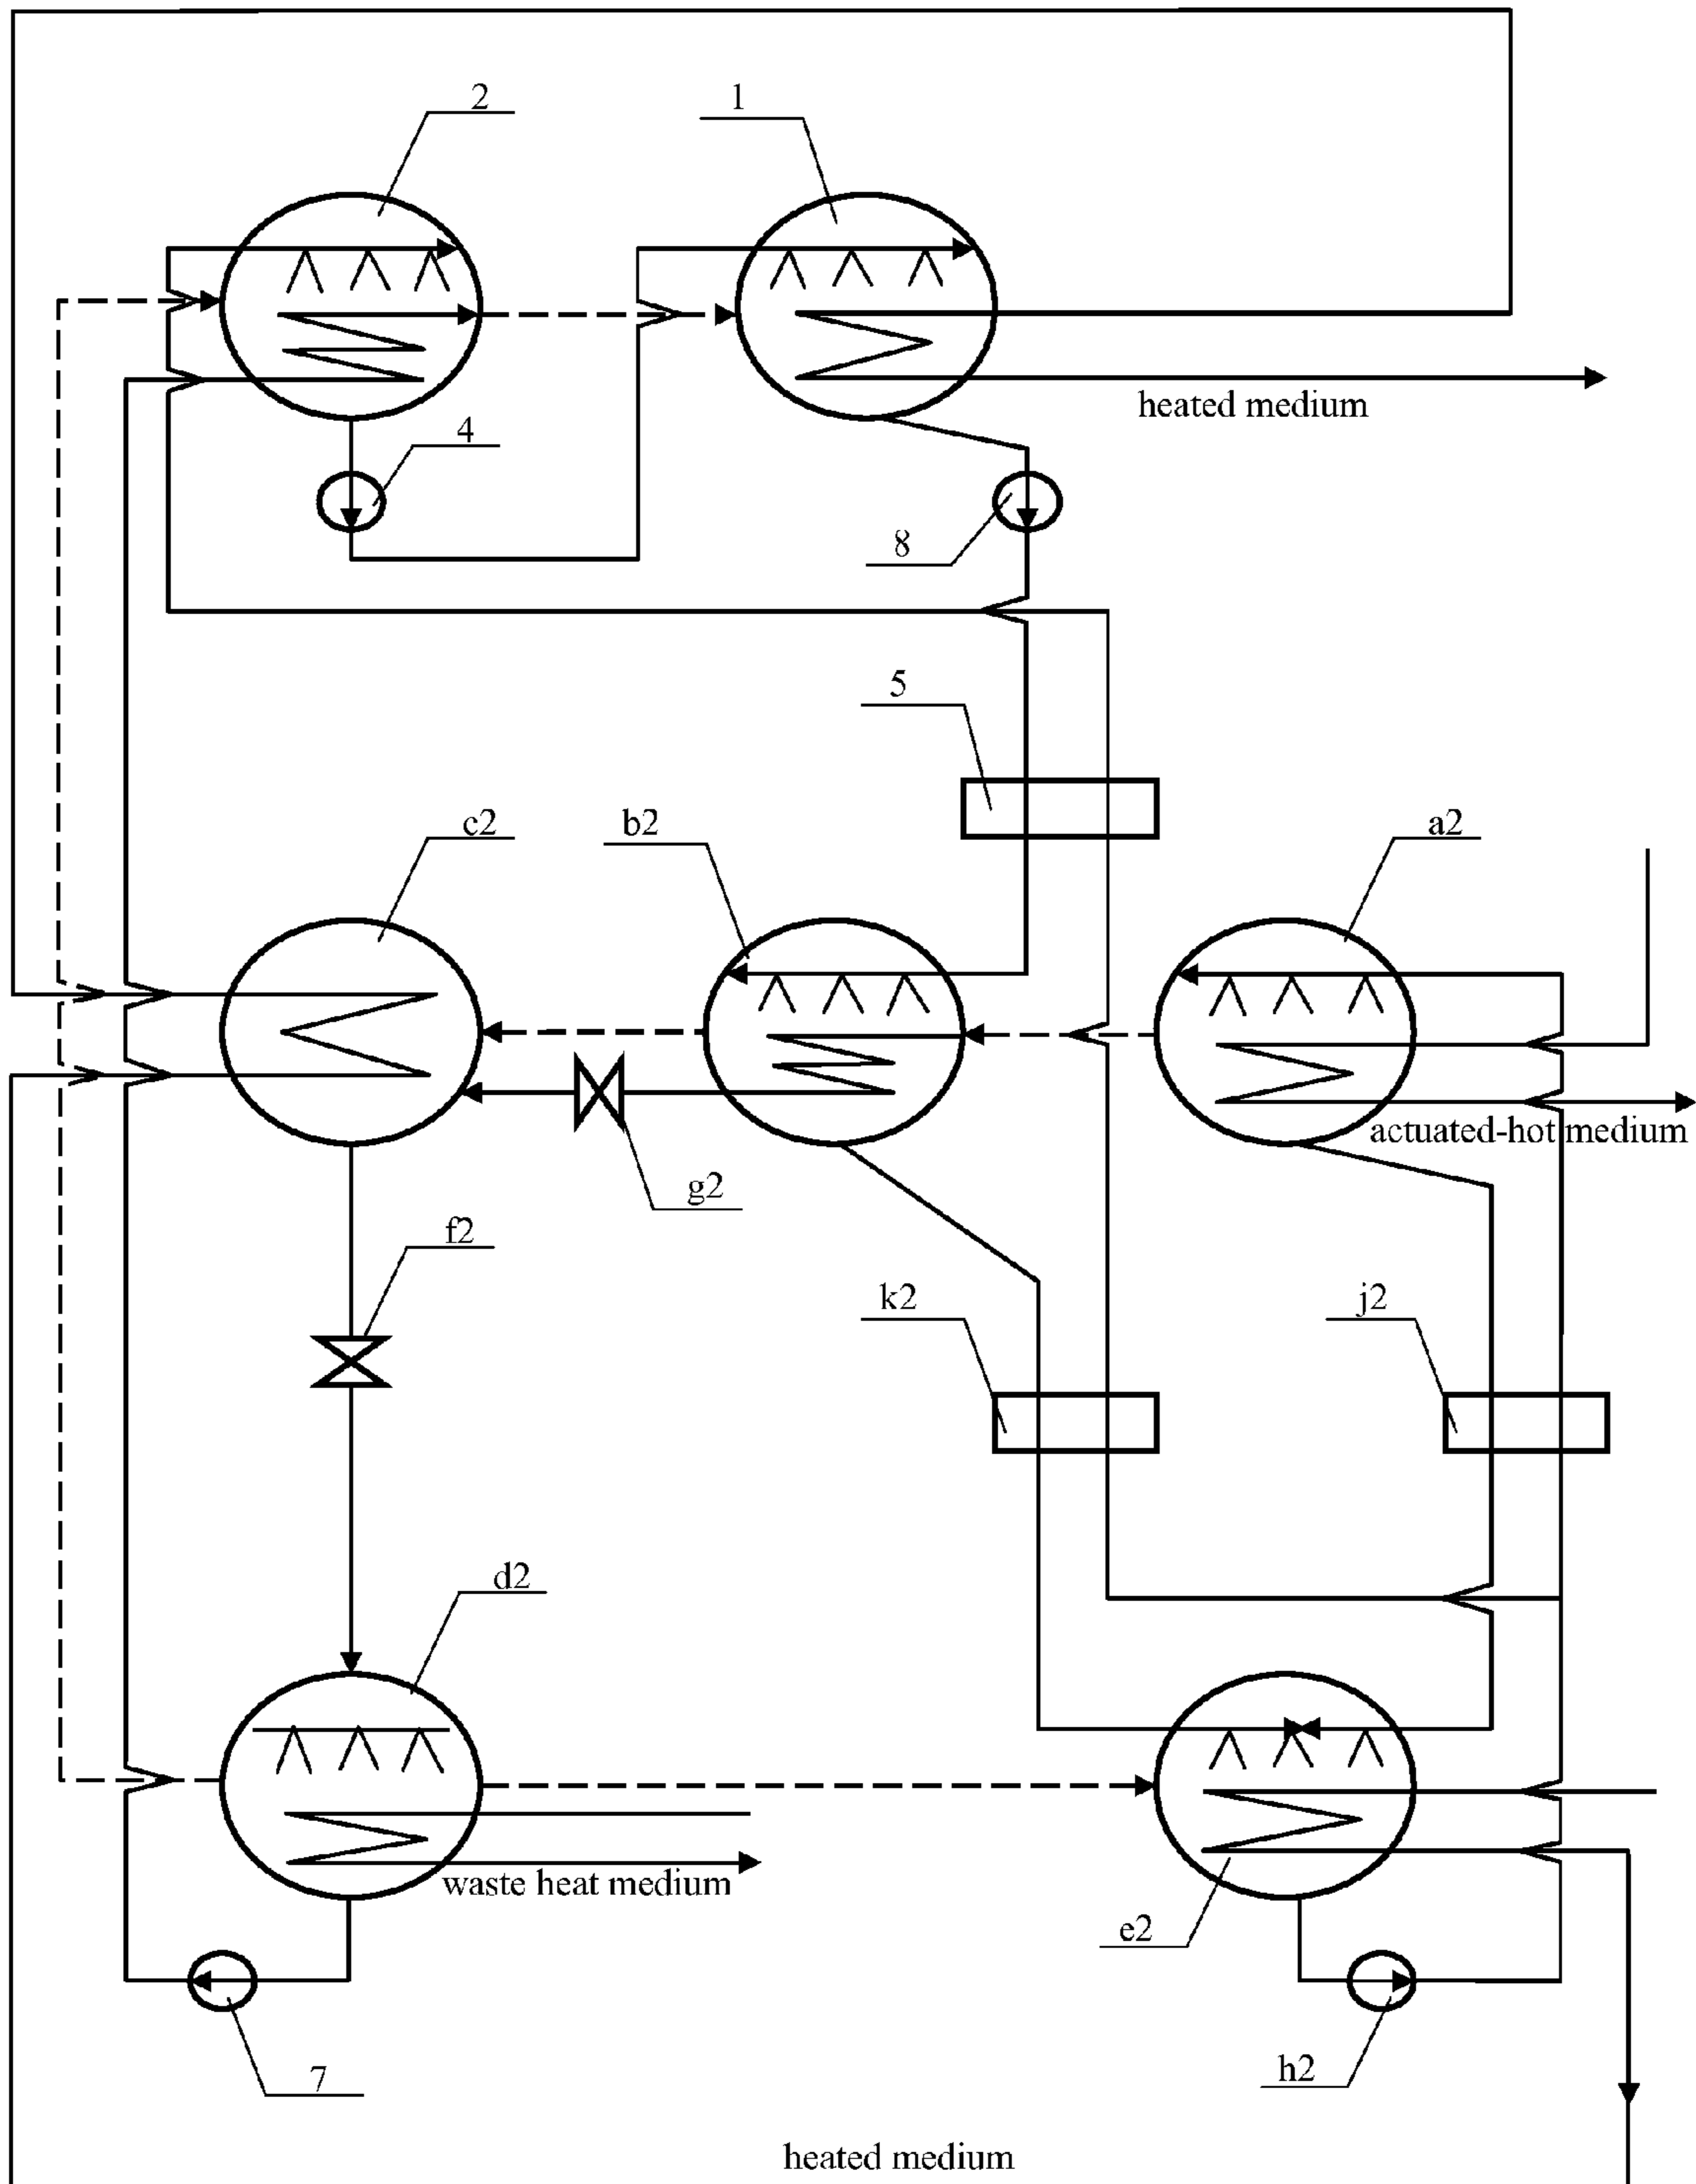 2
1
heated medium
4
8
5
c2
b2
a2
actuated-hot medium
g2
f2
k2
j2
d2
waste heat medium
e2
7
h2
heated medium